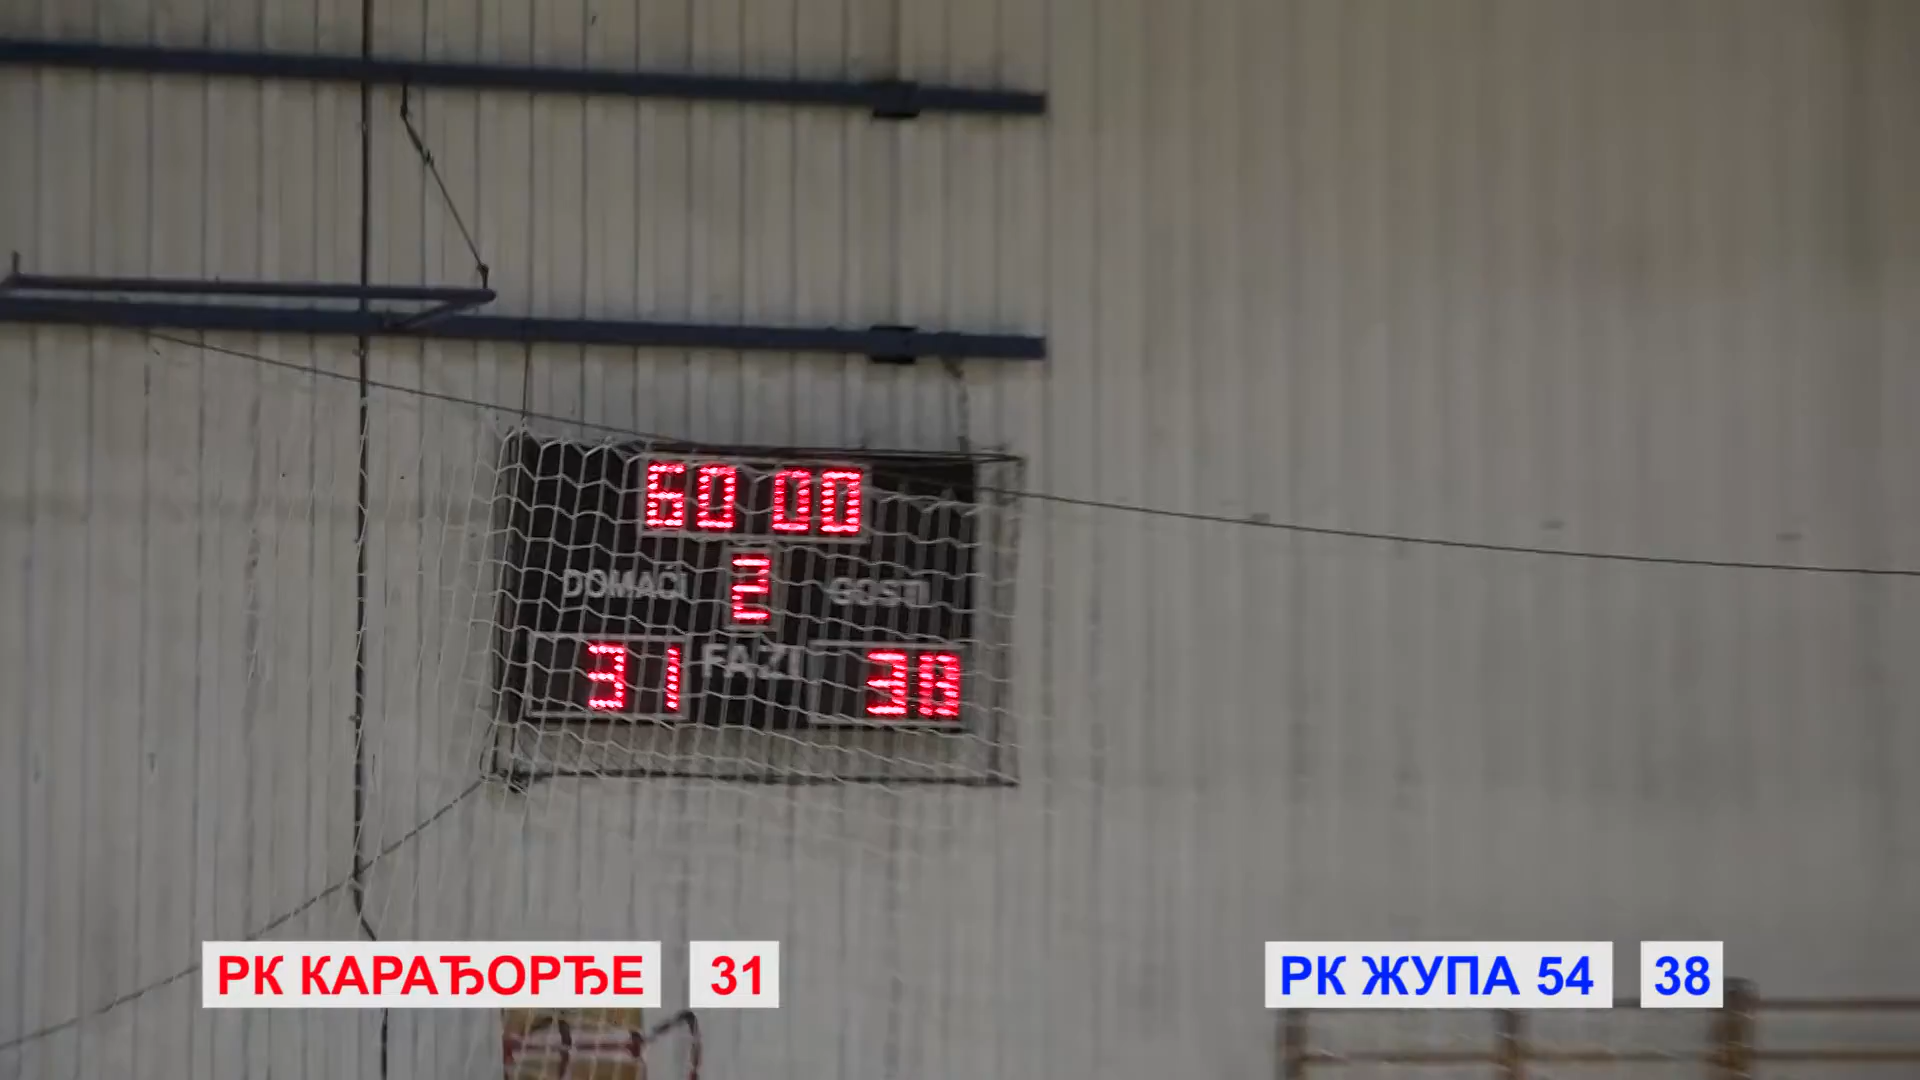 60 00
DOMAĆI 2 GOSTI
31 FAZI 38
РК КАРАЂОРЂЕ 31 РК ЖУПА 54 38